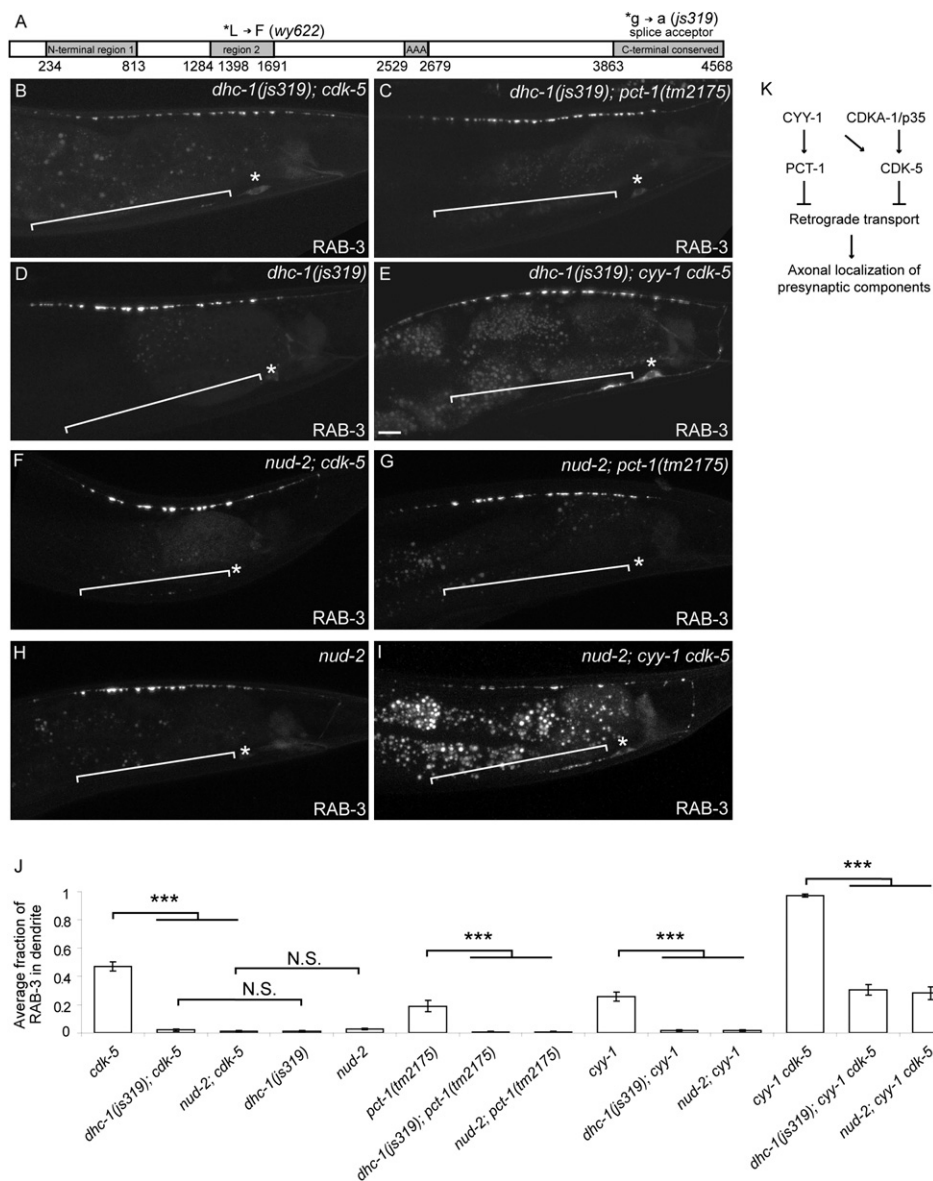 A
*L → F (wy622)
*g → a (js319)
splice acceptor
N-terminal region 1
region 2
AAA
C-terminal conserved
234 813 1284 1398 1691 2529 2679 3863 4568
B dhc-1(js319); cdk-5
*
RAB-3
C dhc-1(js319); pct-1(tm2175)
*
RAB-3
D dhc-1(js319)
*
RAB-3
E dhc-1(js319); cyy-1 cdk-5
*
RAB-3
F nud-2; cdk-5
*
RAB-3
G nud-2; pct-1(tm2175)
*
RAB-3
H nud-2
*
RAB-3
I nud-2; cyy-1 cdk-5
*
RAB-3
K
CYY-1 CDKA-1/p35
PCT-1 CDK-5
Retrograde transport
Axonal localization of
presynaptic components
J
Average fraction of
RAB-3 in dendrite
1
0.8
0.6
0.4
0.2
0
***
N.S.
N.S.
***
***
***
cdk-5
dhc-1(js319); cdk-5
nud-2; cdk-5
dhc-1(js319)
nud-2
pct-1(tm2175)
dhc-1(js319); pct-1(tm2175)
nud-2; pct-1(tm2175)
cyy-1
dhc-1(js319); cyy-1
nud-2; cyy-1
cyy-1 cdk-5
dhc-1(js319); cyy-1 cdk-5
nud-2; cyy-1 cdk-5